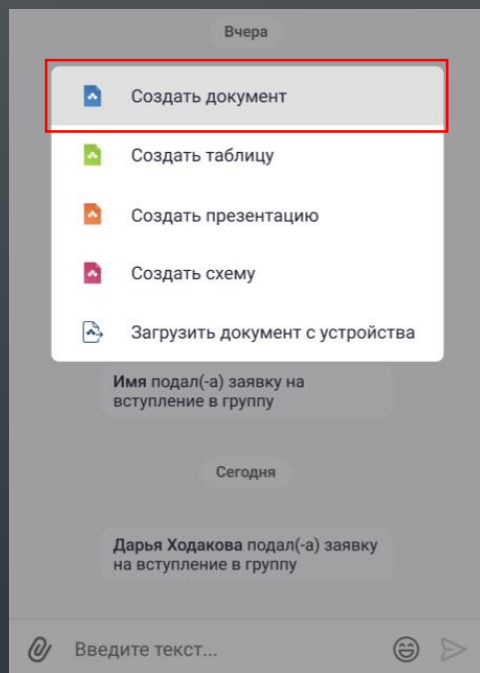 Вчера
Создать документ
Создать таблицу
Создать презентацию
Создать схему
Загрузить документ с устройства
Имя подал(-а) заявку на
вступление в группу
Сегодня
Дарья Ходакова подал(-а) заявку
на вступление в группу
Введите текст...